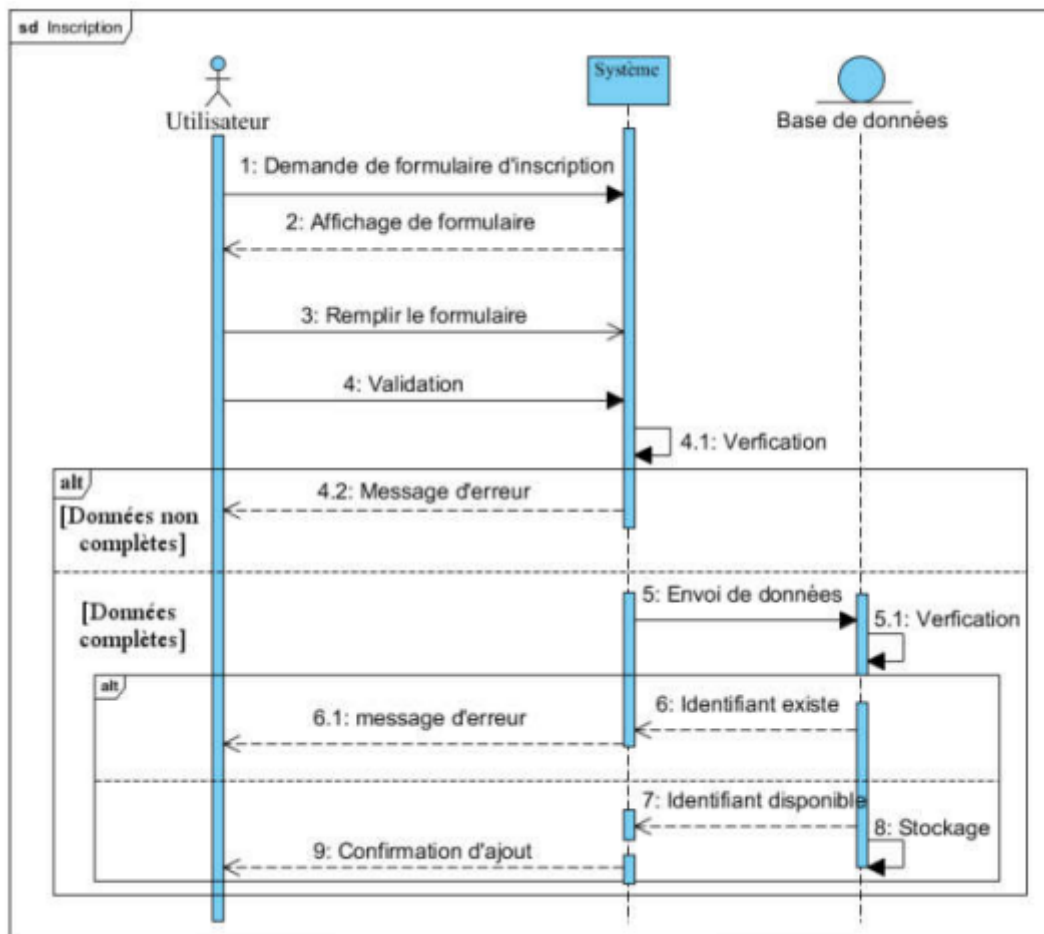 sd Inscription
Système
Utilisateur
Base de données
1: Demande de formulaire d'inscription
2: Affichage de formulaire
3: Remplir le formulaire
4: Validation
4.1: Verfication
alt
4.2: Message d'erreur
[Données non
complètes]
5: Envoi de données
[Données
complètes]
5.1: Verfication
alt
6: Identifiant existe
6.1: message d'erreur
7: Identifiant disponible
8: Stockage
9: Confirmation d'ajout